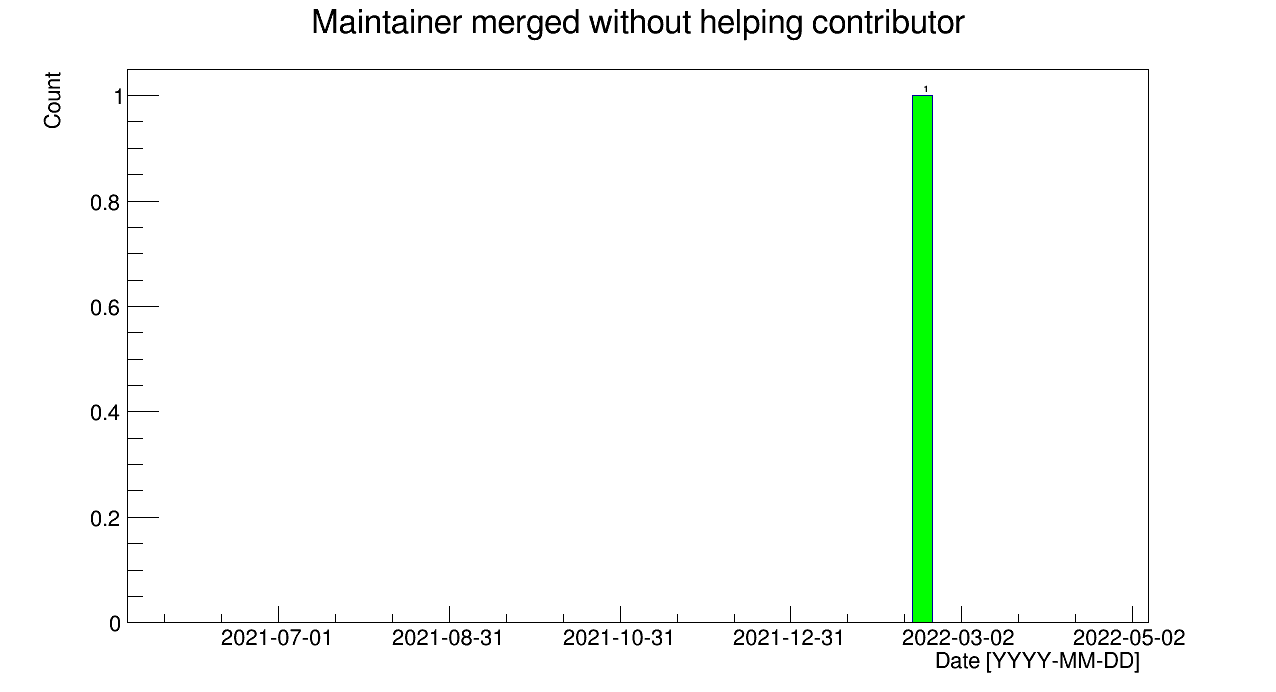 Maintainer merged without helping contributor
Count
1
1
0.8
0.6
0.4
0.2
0
2021-07-01 2021-08-31 2021-10-31 2021-12-31 2022-03-02 2022-05-02
Date [YYYY-MM-DD]